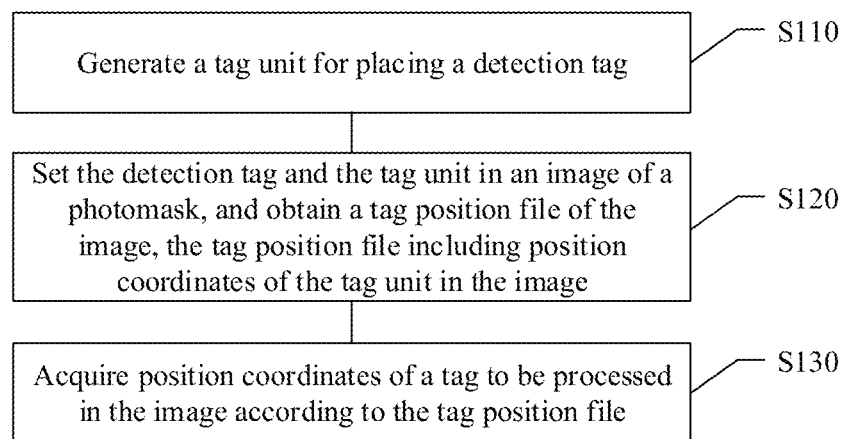 S110
Generate a tag unit for placing a detection tag
Set the detection tag and the tag unit in an image of a
photomask, and obtain a tag position file of the
image, the tag position file including position
coordinates of the tag unit in the image
S120
Acquire position coordinates of a tag to be processed
in the image according to the tag position file
S130